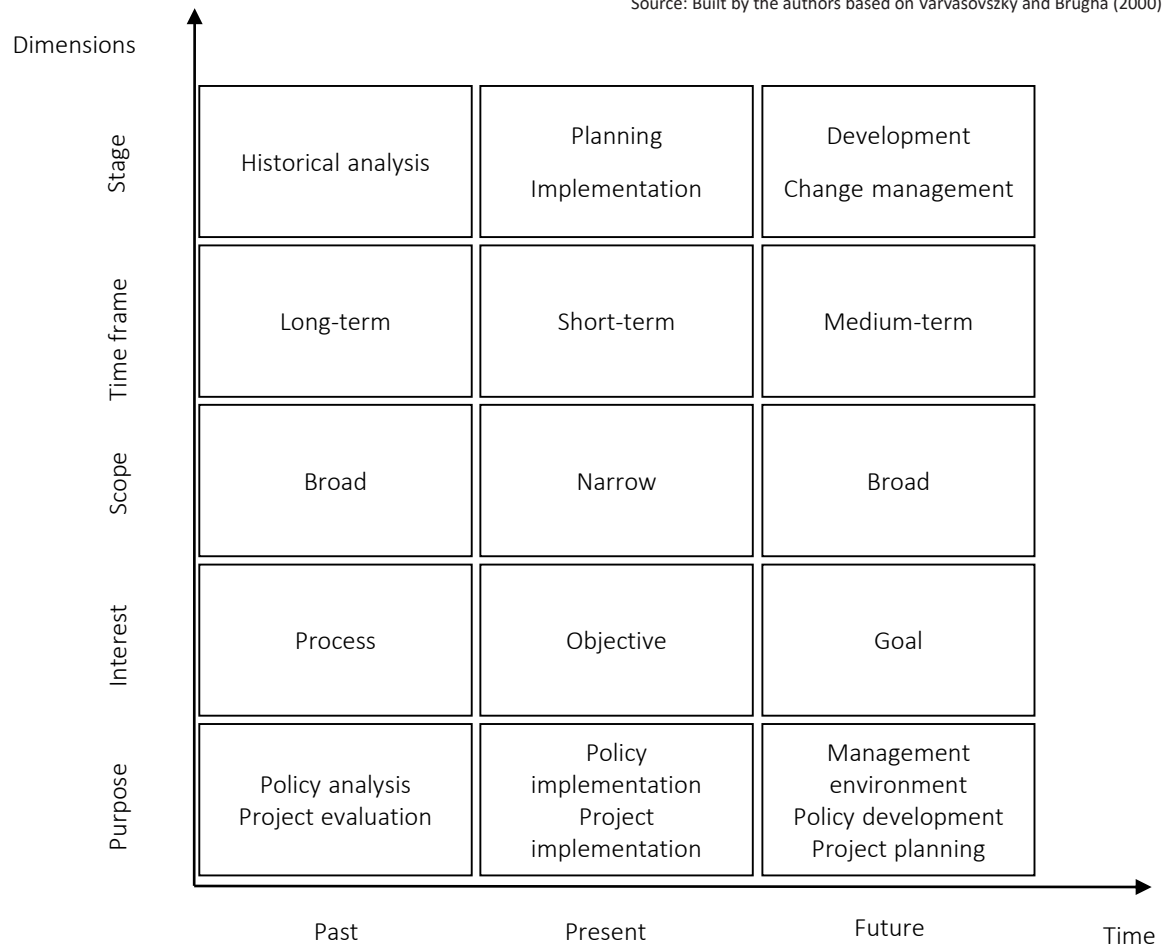 Source: Built by the authors based on Varvasovszky and Brugha (2000)
Dimensions
Stage
Historical analysis
Planning
Implementation
Development
Change management
Time frame
Long-term
Short-term
Medium-term
Scope
Broad
Narrow
Broad
Interest
Process
Objective
Goal
Purpose
Policy analysis
Project evaluation
Policy
implementation
Project
implementation
Management
environment
Policy development
Project planning
Past
Present
Future
Time